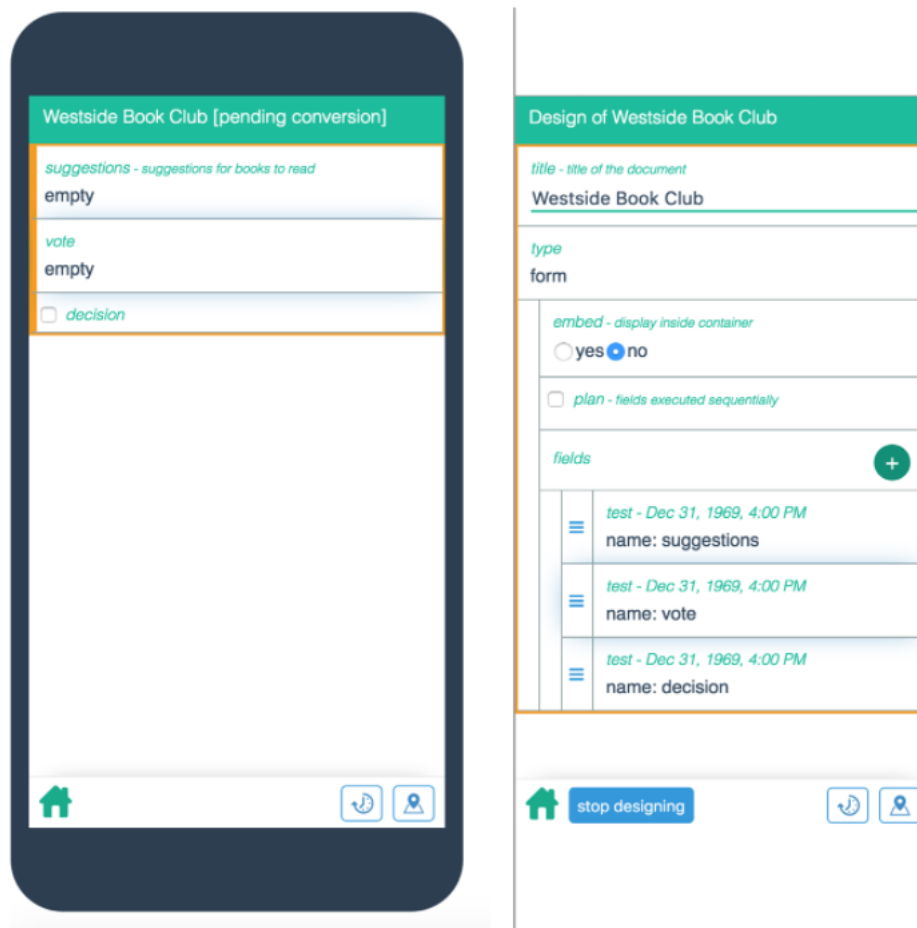 Westside Book Club [pending conversion]
suggestions - suggestions for books to read
empty
vote
empty
decision
Design of Westside Book Club
title - title of the document
Westside Book Club
type
form
embed - display inside container
yes no
plan - fields executed sequentially
fields
+
test - Dec 31, 1969, 4:00 PM
name: suggestions
test - Dec 31, 1969, 4:00 PM
name: vote
test - Dec 31, 1969, 4:00 PM
name: decision
stop designing